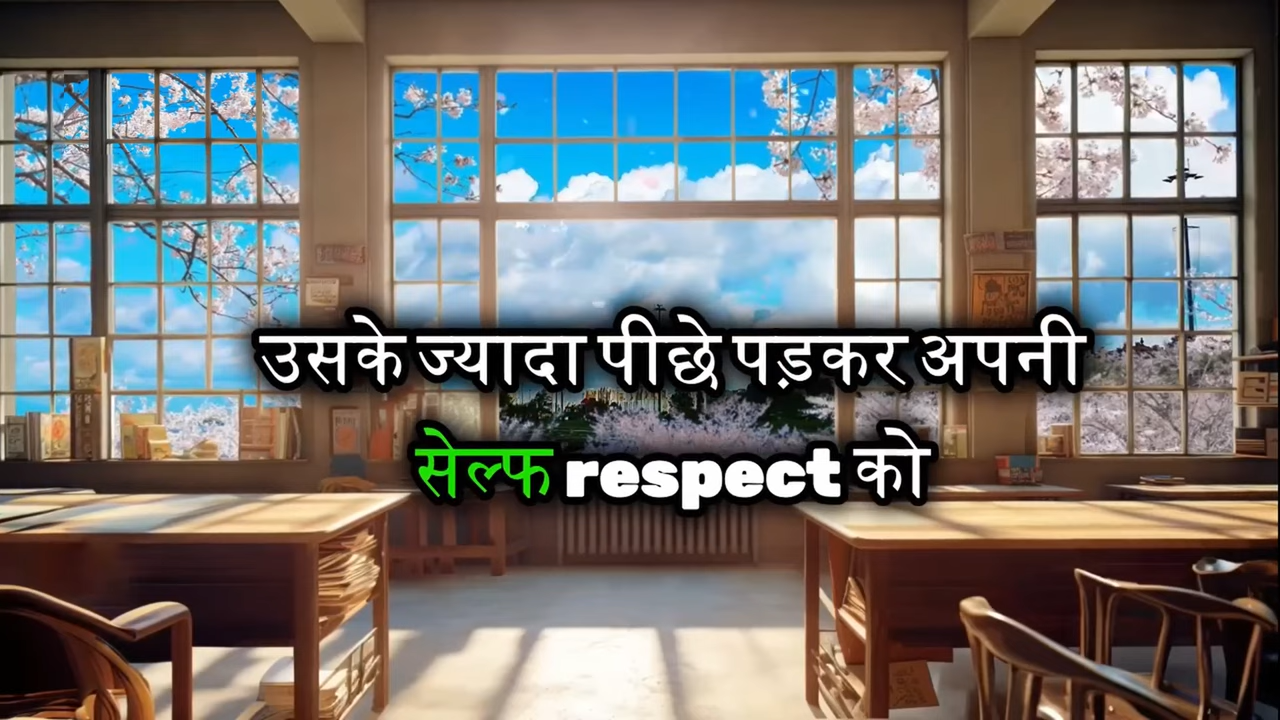 उसके ज्यादा पीछे पड़कर अपनी
सेल्फ respect को